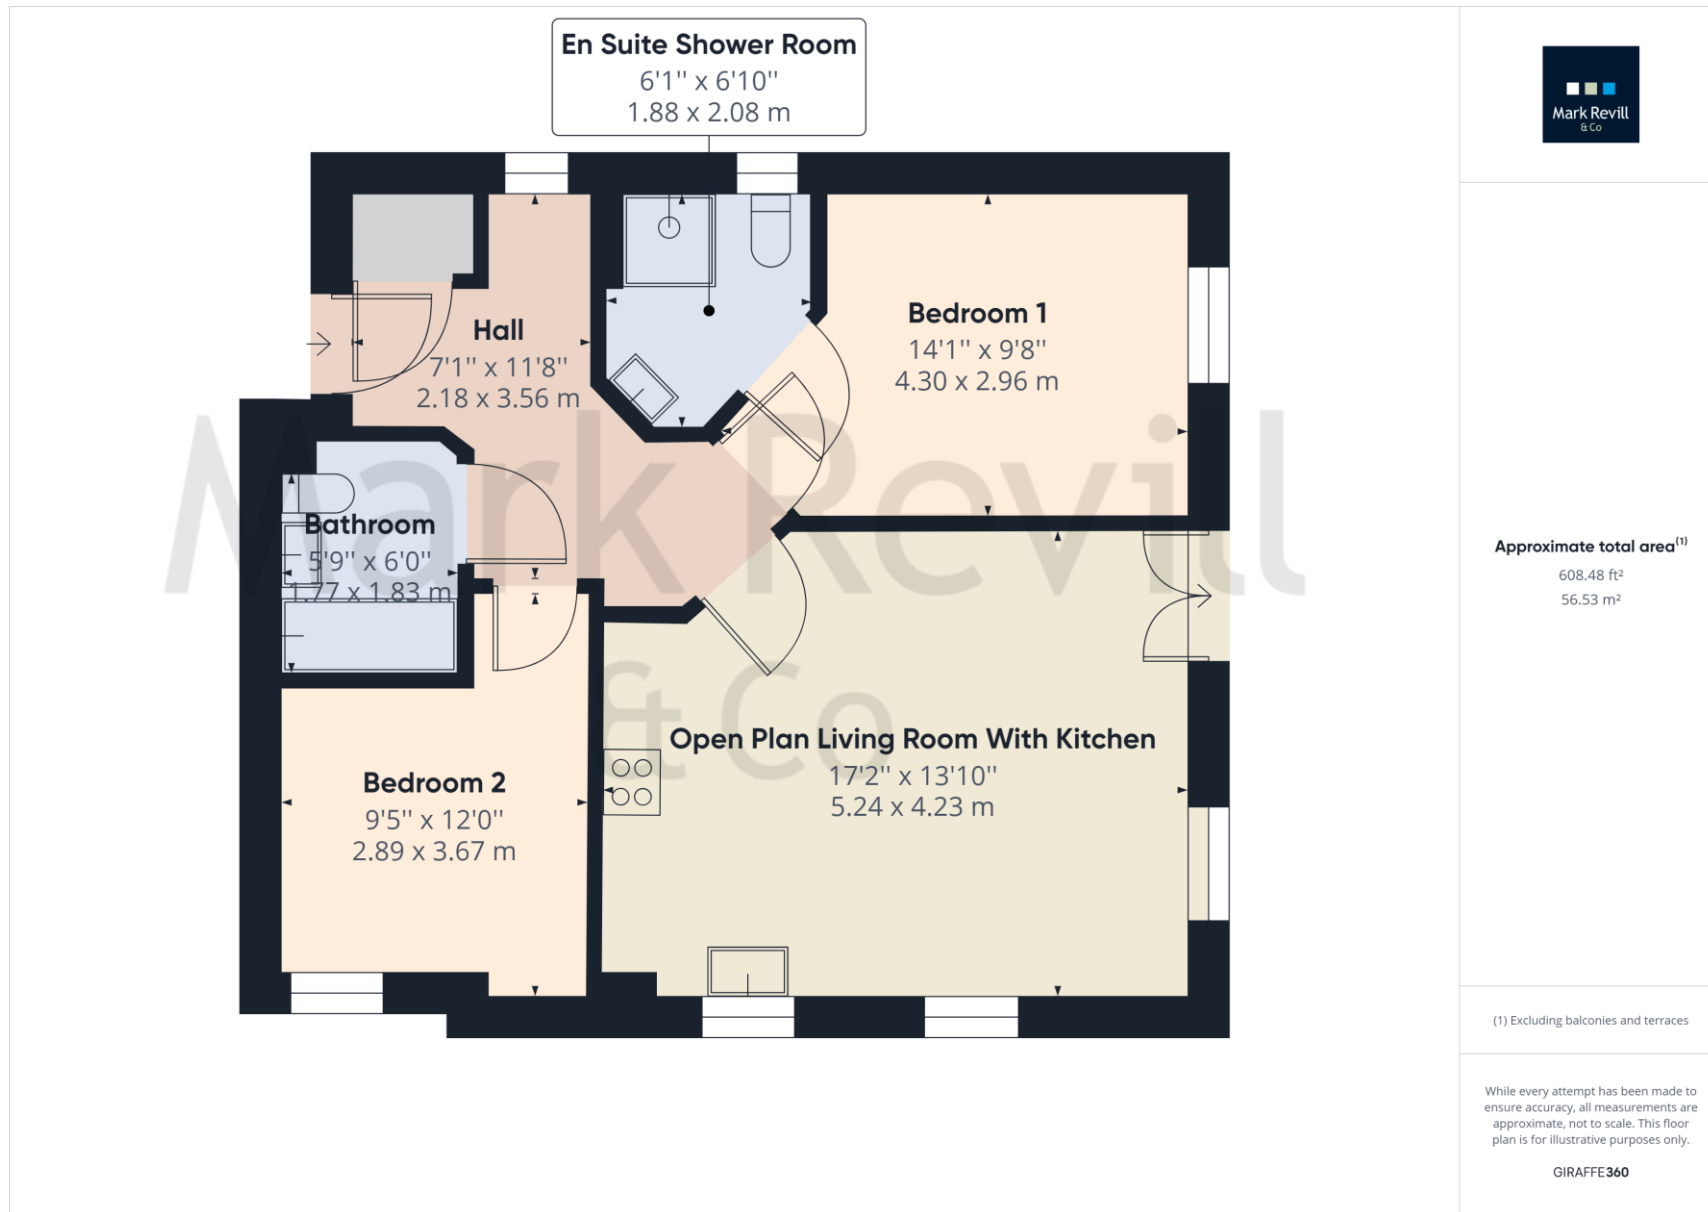 En Suite Shower Room
6'1" x 6'10"
1.88 x 2.08 m
Mark Revill
& Co
Bedroom 1
14'1" x 9'8"
4.30 x 2.96 m
Hall
7'1" x 11'8"
2.18 x 3.56 m
Mark Revill
& Co
Bathroom
5'9" x 6'0"
1.77 x 1.83 m
Open Plan Living Room With Kitchen
17'2" x 13'10"
5.24 x 4.23 m
Bedroom 2
9'5" x 12'0"
2.89 x 3.67 m
Approximate total area(1)
608.48 ft²
56.53 m²
(1) Excluding balconies and terraces
While every attempt has been made to
ensure accuracy, all measurements are
approximate, not to scale. This floor
plan is for illustrative purposes only.
GIRAFFE360